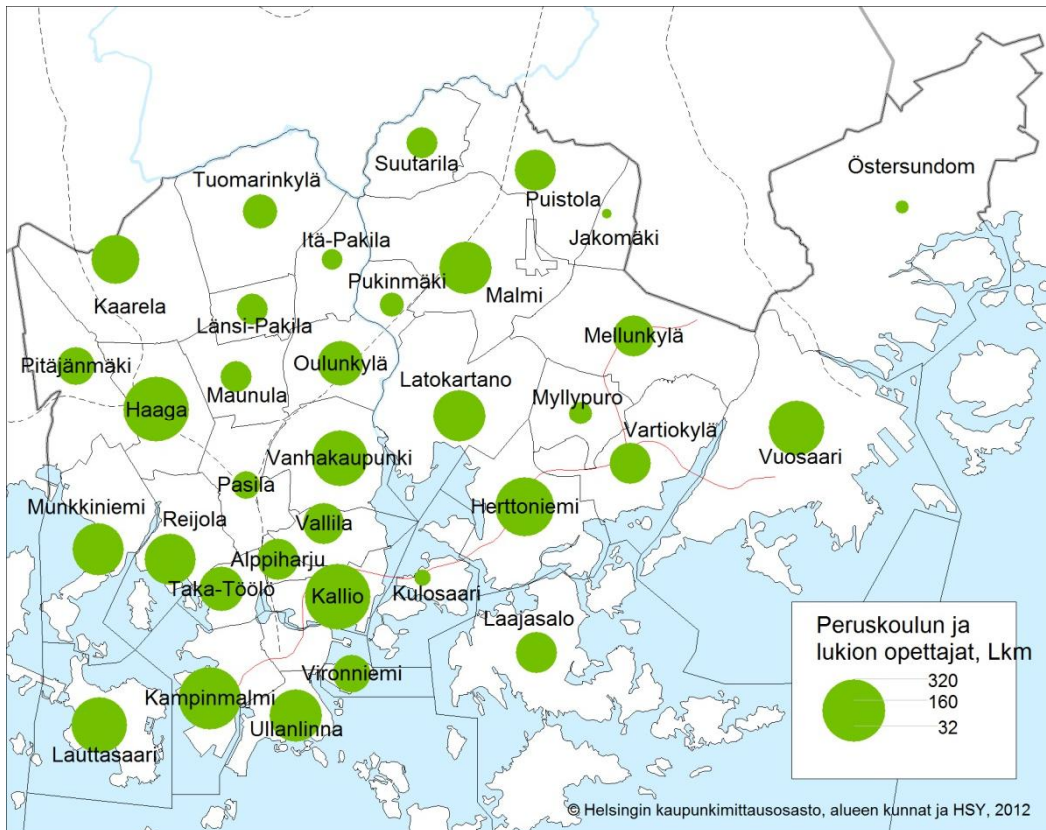 Suutarila
Östersundom
Tuomarinkylä
Puistola
Itä-Pakila
Jakomäki
Pukinmäki
Kaarela
Malmi
Länsi-Pakila
Mellunkylä
Pitäjänmäki
Oulunkylä
Maunula
Latokartano
Myllypuro
Haaga
Vartiokylä
Vanhakaupunki
Vuosaari
Pasila
Munkkiniemi
Herttoniemi
Reijola
Vallila
Alppiharju
Taka-Töölö
Kallio
Kulosaari
Laajasalo
Vironniemi
Kampinmalmi
Ullanlinna
Lauttasaari
Peruskoulun ja
lukion opettajat, Lkm
320
160
32
© Helsingin kaupunkimittausosasto, alueen kunnat ja HSY, 2012